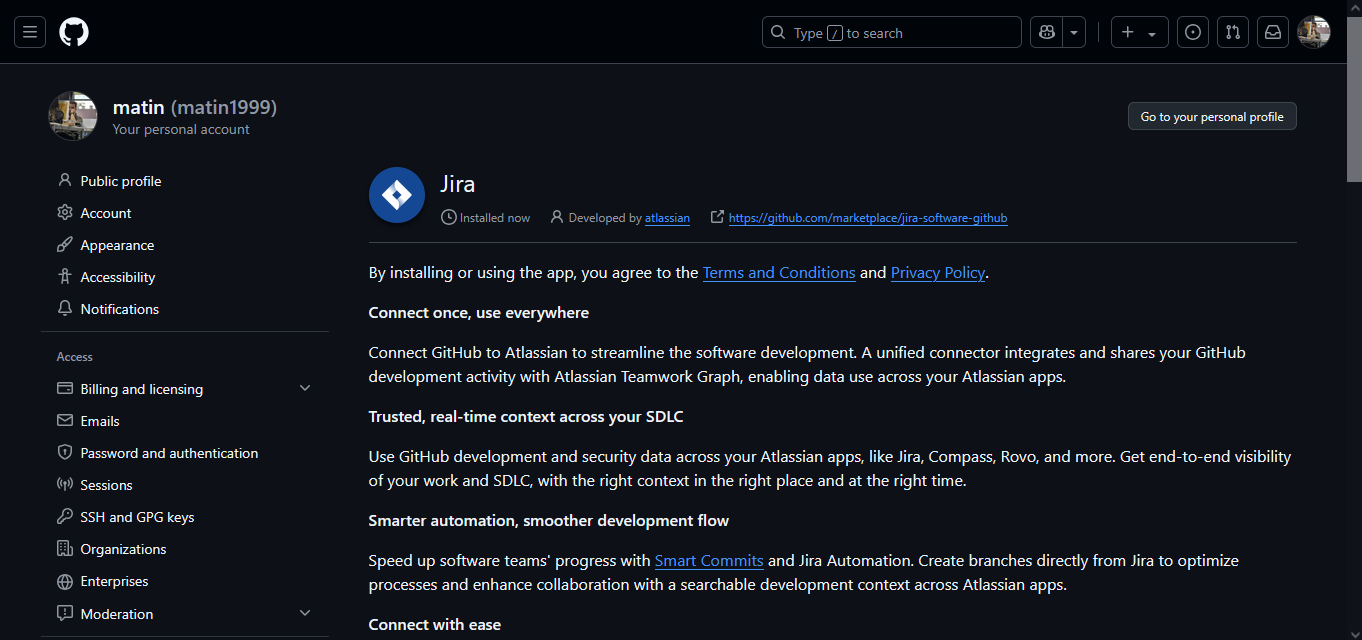 Type / to search
matin (matin1999)
Your personal account
Go to your personal profile
Public profile
Account
Appearance
Accessibility
Notifications
Access
Billing and licensing
Emails
Password and authentication
Sessions
SSH and GPG keys
Organizations
Enterprises
Moderation
Jira
Installed now Developed by atlassian https://github.com/marketplace/jira-software-github
By installing or using the app, you agree to the Terms and Conditions and Privacy Policy.
Connect once, use everywhere
Connect GitHub to Atlassian to streamline the software development. A unified connector integrates and shares your GitHub
development activity with Atlassian Teamwork Graph, enabling data use across your Atlassian apps.
Trusted, real-time context across your SDLC
Use GitHub development and security data across your Atlassian apps, like Jira, Compass, Rovo, and more. Get end-to-end visibility
of your work and SDLC, with the right context in the right place and at the right time.
Smarter automation, smoother development flow
Speed up software teams' progress with Smart Commits and Jira Automation. Create branches directly from Jira to optimize
processes and enhance collaboration with a searchable development context across Atlassian apps.
Connect with ease